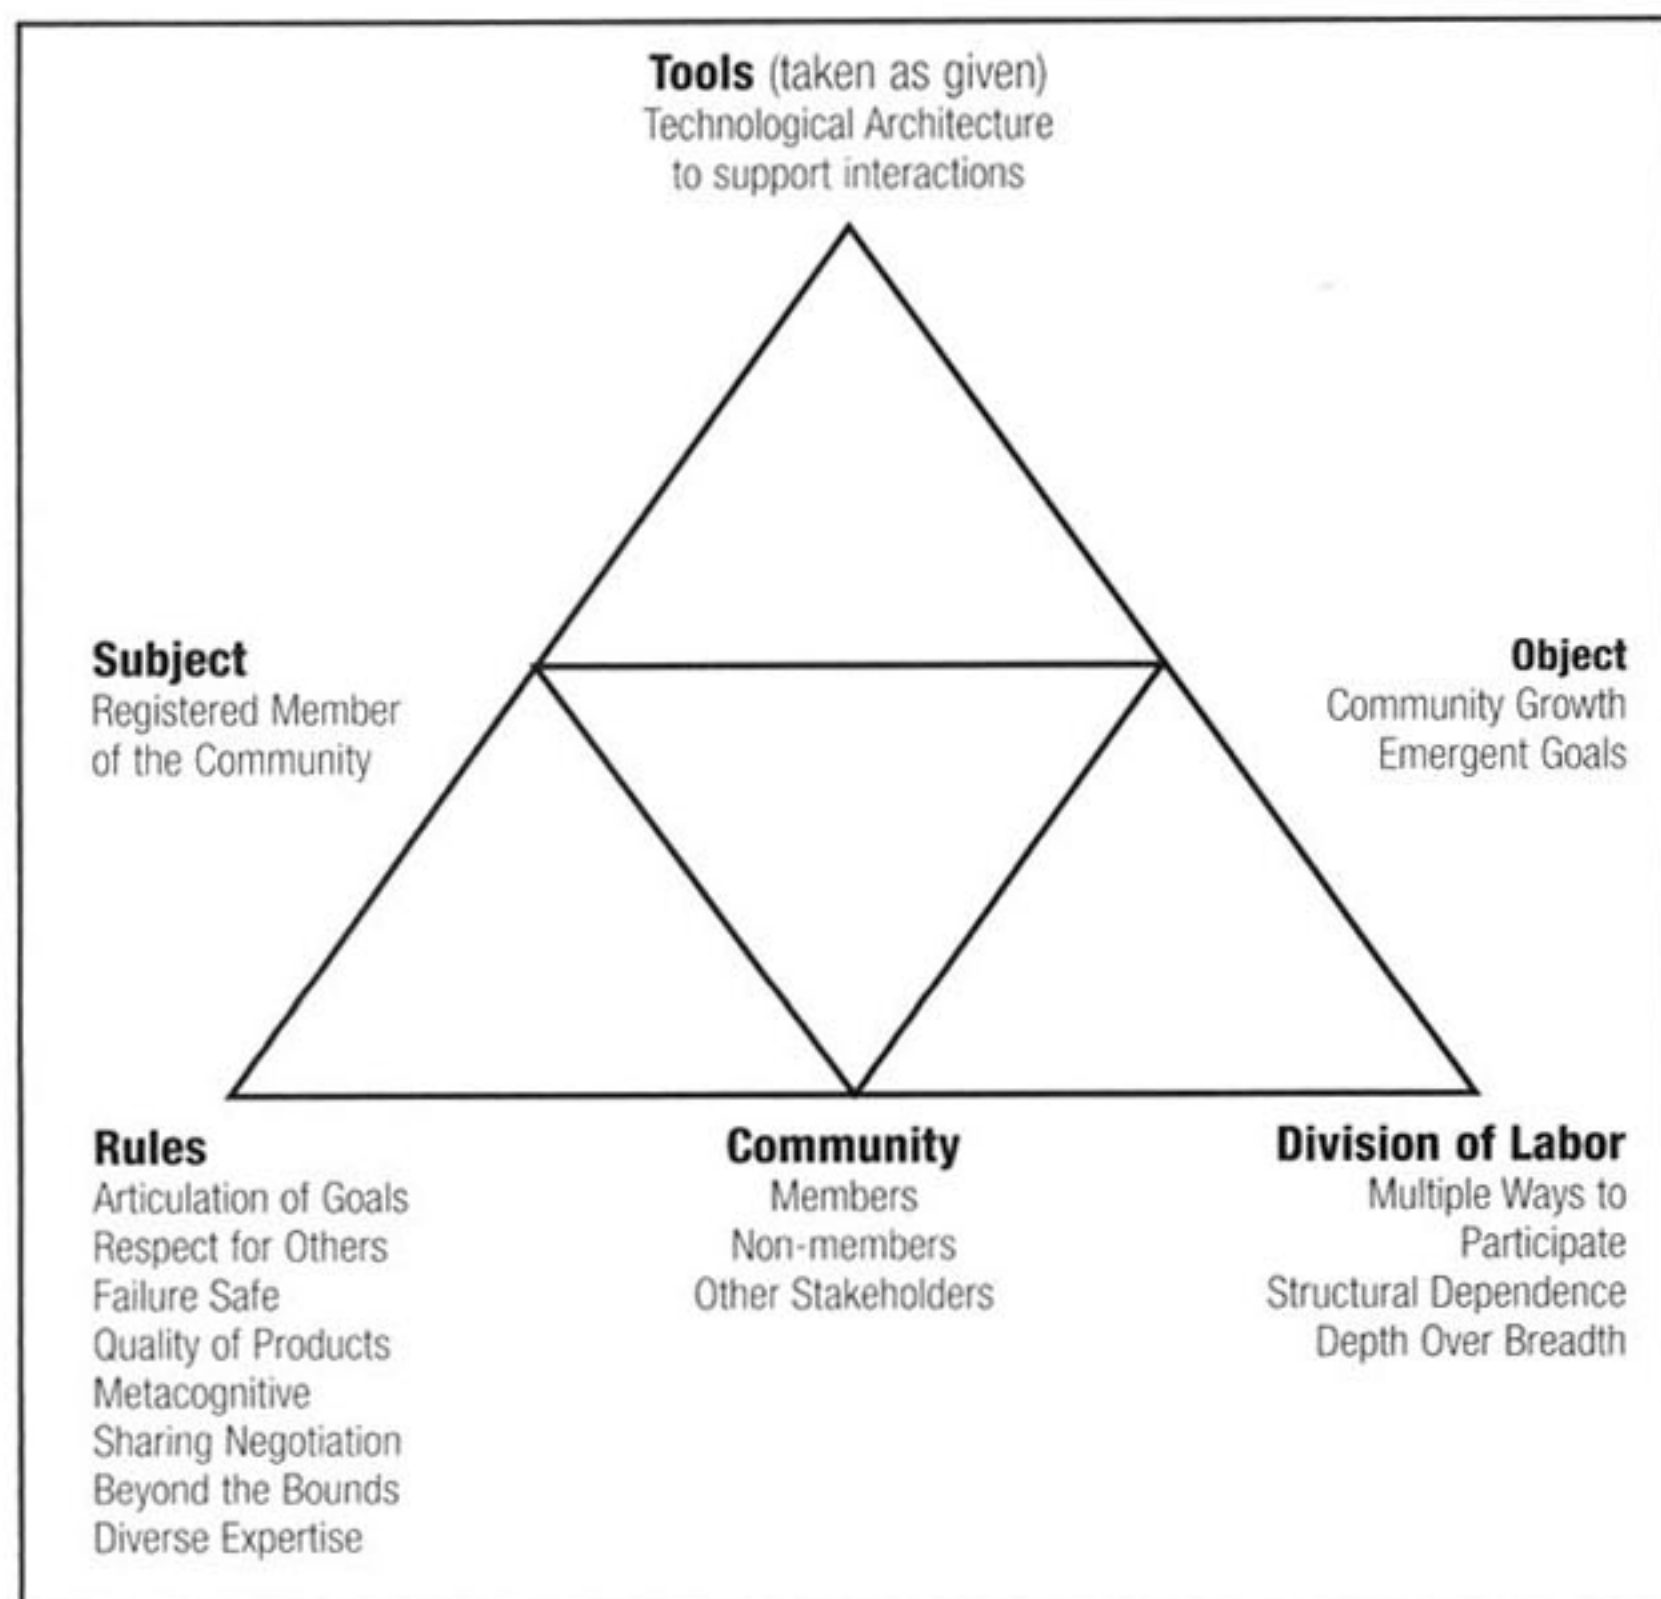 Tools (taken as given)
Technological Architecture
to support interactions
Subject
Registered Member
of the Community
Object
Community Growth
Emergent Goals
Rules
Articulation of Goals
Respect for Others
Failure Safe
Quality of Products
Metacognitive
Sharing Negotiation
Beyond the Bounds
Diverse Expertise
Community
Members
Non-members
Other Stakeholders
Division of Labor
Multiple Ways to
Participate
Structural Dependence
Depth Over Breadth